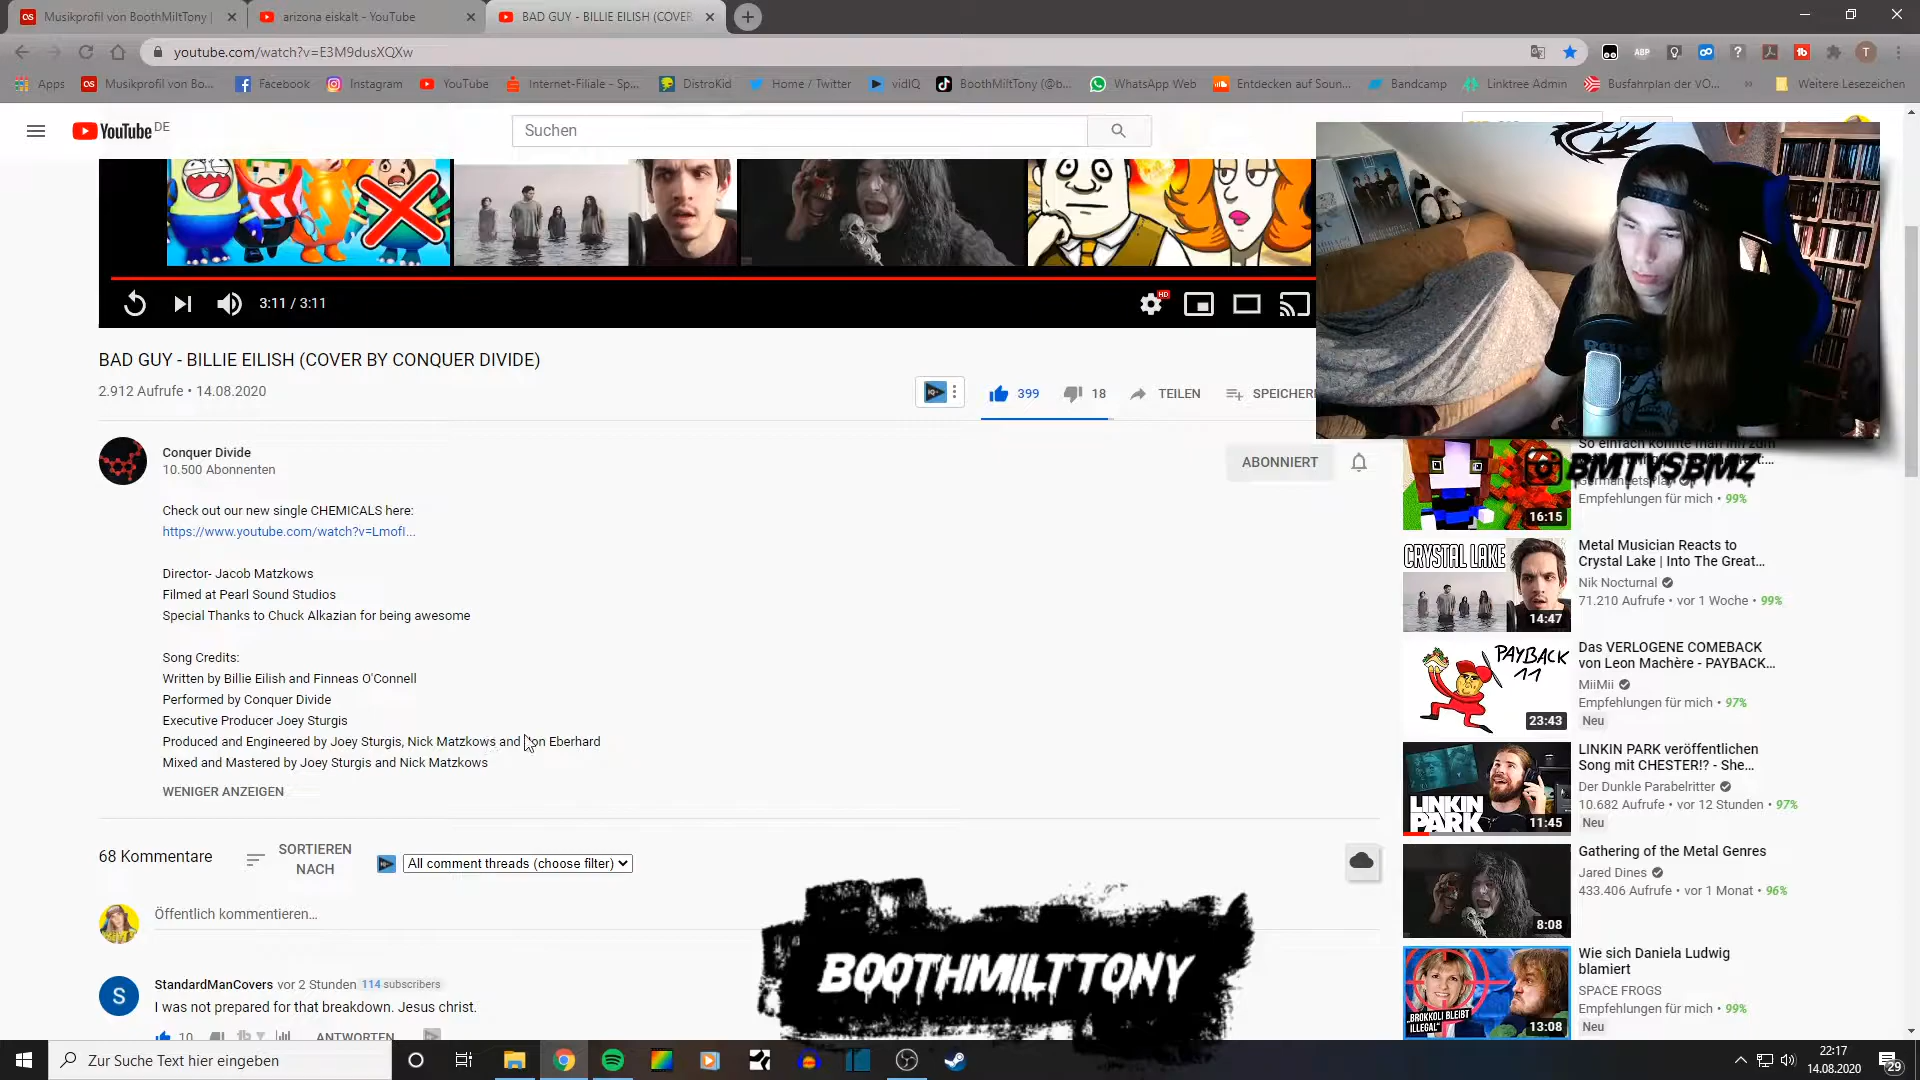 Musikprofil von BoothMiltTony |
arizona eiskalt - YouTube
BAD GUY - BILLIE EILISH (COVER
youtube.com/watch?v=E3M9dusXQXw
ABP
T
Apps
Musikprofil von Bo...
Facebook
Instagram
YouTube
Internet-Filiale - Sp...
DistroKid
Home / Twitter
vidIQ
BoothMiltTony (@b...
WhatsApp Web
Entdecken auf Soun...
Bandcamp
Linktree Admin
Busfahrplan der VO...
»
Weitere Lesezeichen
YouTube DE
Suchen
3:11 / 3:11
HD
BAD GUY - BILLIE EILISH (COVER BY CONQUER DIVIDE)
2.912 Aufrufe • 14.08.2020
399
18
TEILEN
SPEICHERN
Conquer Divide
10.500 Abonnenten
ABONNIERT
Check out our new single CHEMICALS here:
https://www.youtube.com/watch?v=LmofI...
Director- Jacob Matzkows
Filmed at Pearl Sound Studios
Special Thanks to Chuck Alkazian for being awesome
Song Credits:
Written by Billie Eilish and Finneas O'Connell
Performed by Conquer Divide
Executive Producer Joey Sturgis
Produced and Engineered by Joey Sturgis, Nick Matzkows and Jon Eberhard
Mixed and Mastered by Joey Sturgis and Nick Matzkows
WENIGER ANZEIGEN
68 Kommentare
SORTIEREN
NACH
All comment threads (choose filter)
Öffentlich kommentieren...
S
StandardManCovers vor 2 Stunden 114 subscribers
I was not prepared for that breakdown. Jesus christ.
10
ANTWORTEN
BMTVSBMZ
Empfehlungen für mich • 99%
16:15
CRYSTAL LAKE
14:47
Metal Musician Reacts to
Crystal Lake | Into The Great...
Nik Nocturnal
71.210 Aufrufe • vor 1 Woche • 99%
PAYBACK
11
23:43
Das VERLOGENE COMEBACK
von Leon Machère - PAYBACK...
MiiMii
Empfehlungen für mich • 97%
Neu
LINKIN
PARK
11:45
LINKIN PARK veröffentlichen
Song mit CHESTER!? - She...
Der Dunkle Parabelritter
10.682 Aufrufe • vor 12 Stunden • 97%
Neu
8:08
Gathering of the Metal Genres
Jared Dines
433.406 Aufrufe • vor 1 Monat • 96%
"BROKKOLI BLEIBT
ILLEGAL"
13:08
Wie sich Daniela Ludwig
blamiert
SPACE FROGS
Empfehlungen für mich • 99%
Neu
BOOTHMILTTONY
Zur Suche Text hier eingeben
22:17
14.08.2020
29